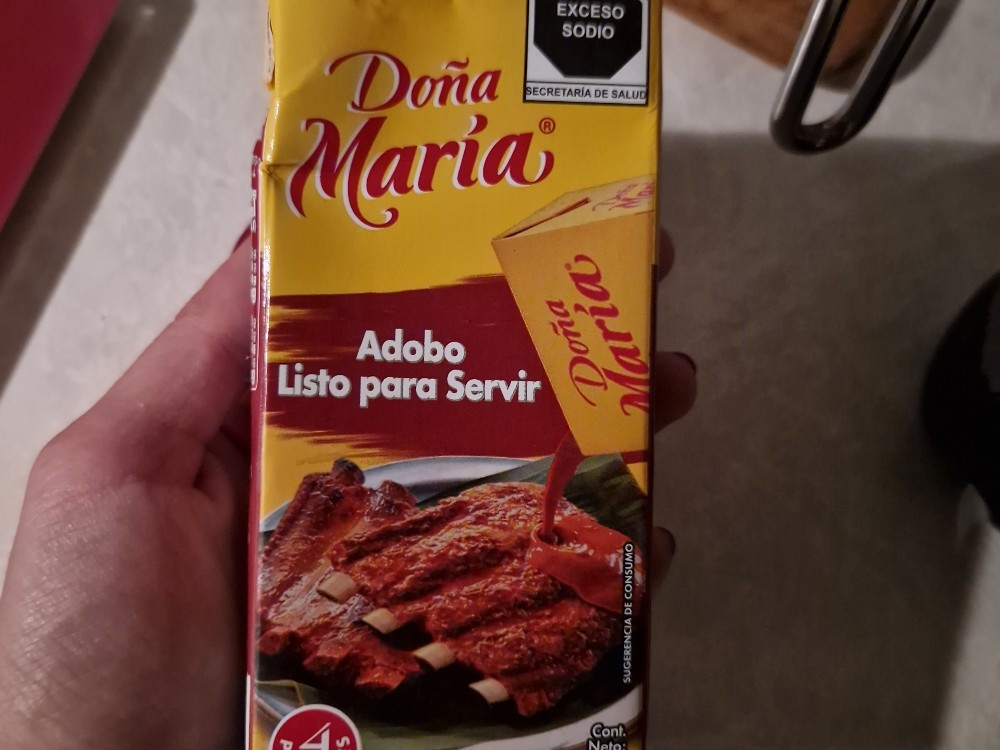 EXCESO
SODIO
SECRETARÍA DE SALUD
Doña
María®
Doña
María
Adobo
Listo para Servir
SUGERENCIA DE CONSUMO
Cont.
Neto: